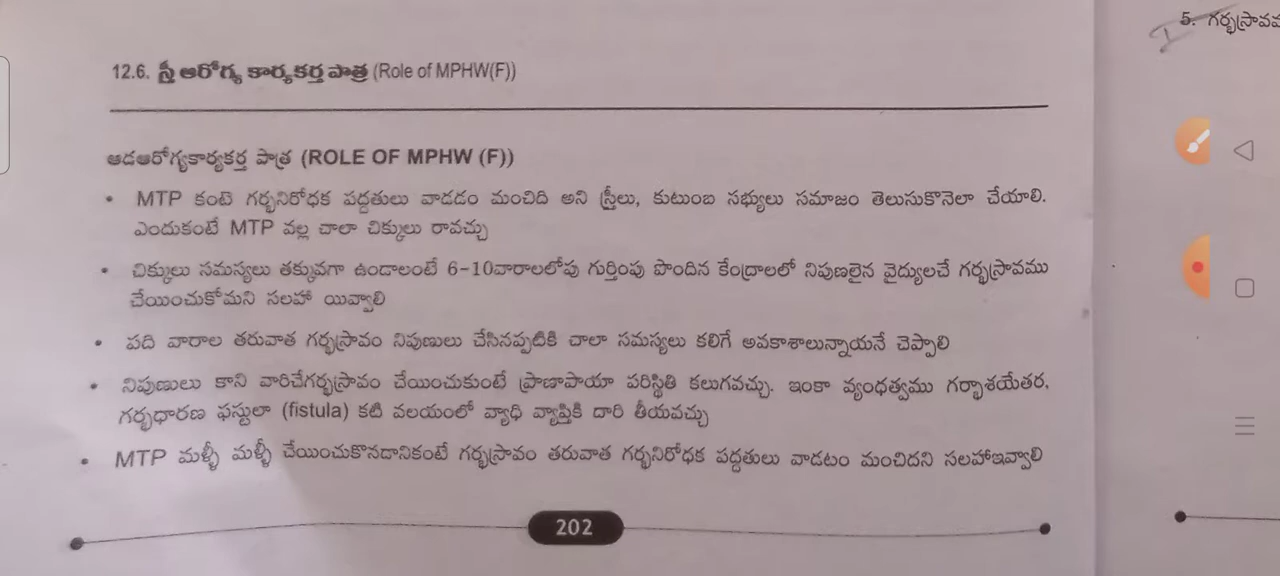 5. గర్భస్రావమ
12.6. స్త్రీ ఆరోగ్య కార్యకర్త పాత్ర (Role of MPHW(F))
ఆడఆరోగ్యకార్యకర్త పాత్ర (ROLE OF MPHW (F))
• MTP కంటె గర్భనిరోధక పద్దతులు వాడడం మంచిది అని స్త్రీలు, కుటుంబ సభ్యులు సమాజం తెలుసుకొనెలా చేయాలి.
ఎందుకంటే MTP వల్ల చాలా చిక్కులు రావచ్చు
• చిక్కులు సమస్యలు తక్కువగా ఉండాలంటే 6-10వారాలలోపు గుర్తింపు పొందిన కేంద్రాలలో నిపుణలైన వైద్యులచే గర్భస్రావము
చేయించుకోమని సలహా యివ్వాలి
• పది వారాల తరువాత గర్భస్రావం నిపుణులు చేసినప్పటికి చాలా సమస్యలు కలిగే అవకాశాలున్నాయనే చెప్పాలి
• నిపుణులు కాని వారిచేగర్భస్రావం చేయించుకుంటే ప్రాణాపాయా పరిస్థితి కలుగవచ్చు. ఇంకా వ్యంధత్వము గర్భాశయేతర,
గర్భధారణ ఫస్టులా (fistula) కటి వలయంలో వ్యాధి వ్యాప్తికి దారి తీయవచ్చు
• MTP మళ్ళీ మళ్ళీ చేయించుకొనడానికంటే గర్భస్రావం తరువాత గర్భనిరోధక పద్దతులు వాడటం మంచిదని సలహాఇవ్వాలి
202